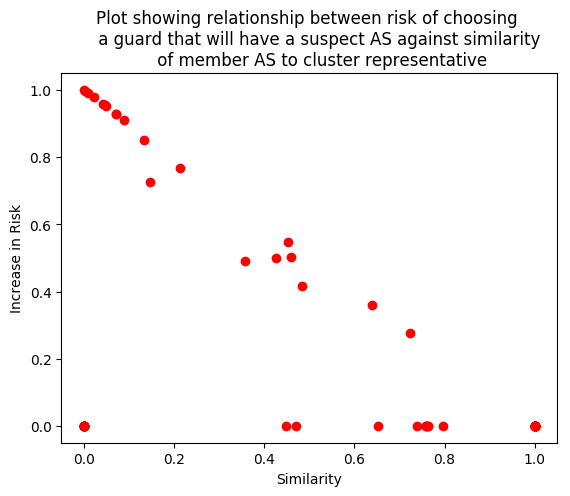 Plot showing relationship between risk of choosing
a guard that will have a suspect AS against similarity
of member AS to cluster representative
1.0
0.8
0.6
0.4
0.2
0.0
Increase in Risk
0.0 0.2 0.4 0.6 0.8 1.0
Similarity